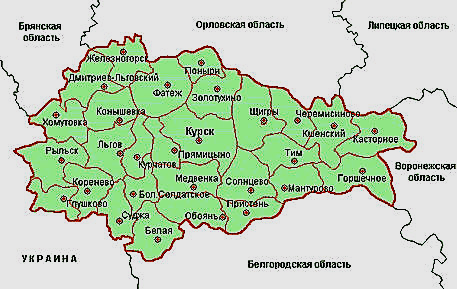 Брянская
область
Орловская область
Липецкая область
Железногорск
Поныри
Дмитриев-Льговский
Фатеж
Золотухино
Хомутовка
Конышевка
Щигры
Черемисиново
Курск
Кшенский
Касторное
Рыльск
Льгов
Курчатов
Прямицыно
Тим
Воронежская
область
Горшечное
Коренево
Медвенка
Солнцево
Мантурово
Глушково
Бол.Солдатское
Пристень
Суджа
Обоянь
Белая
УКРАИНА
Белгородская область